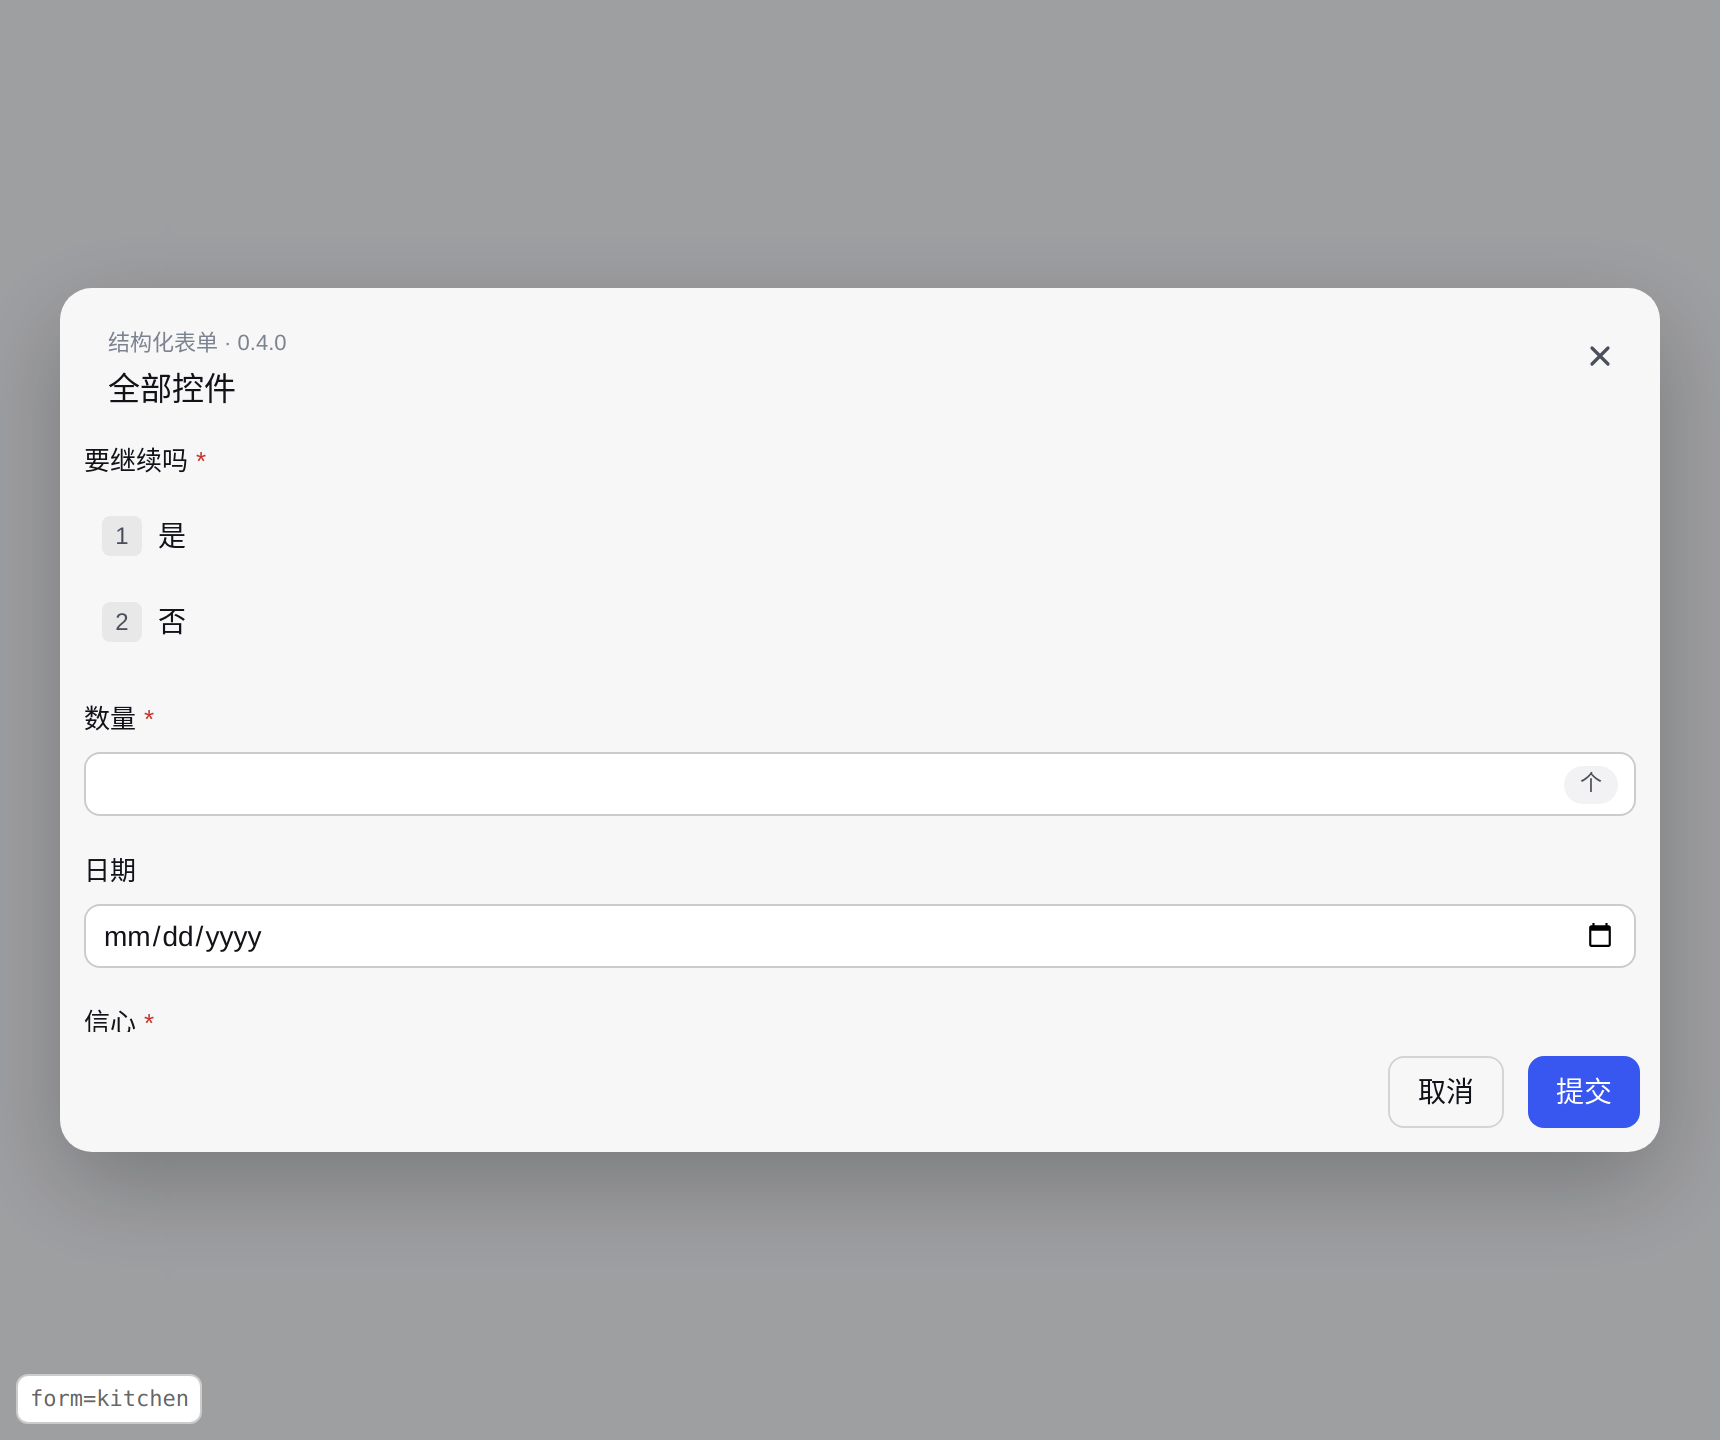 结构化表单 · 0.4.0
全部控件
要继续吗 *
1 是
2 否
数量 *
个
日期
mm/dd/yyyy
信心 *
取消
提交
form=kitchen